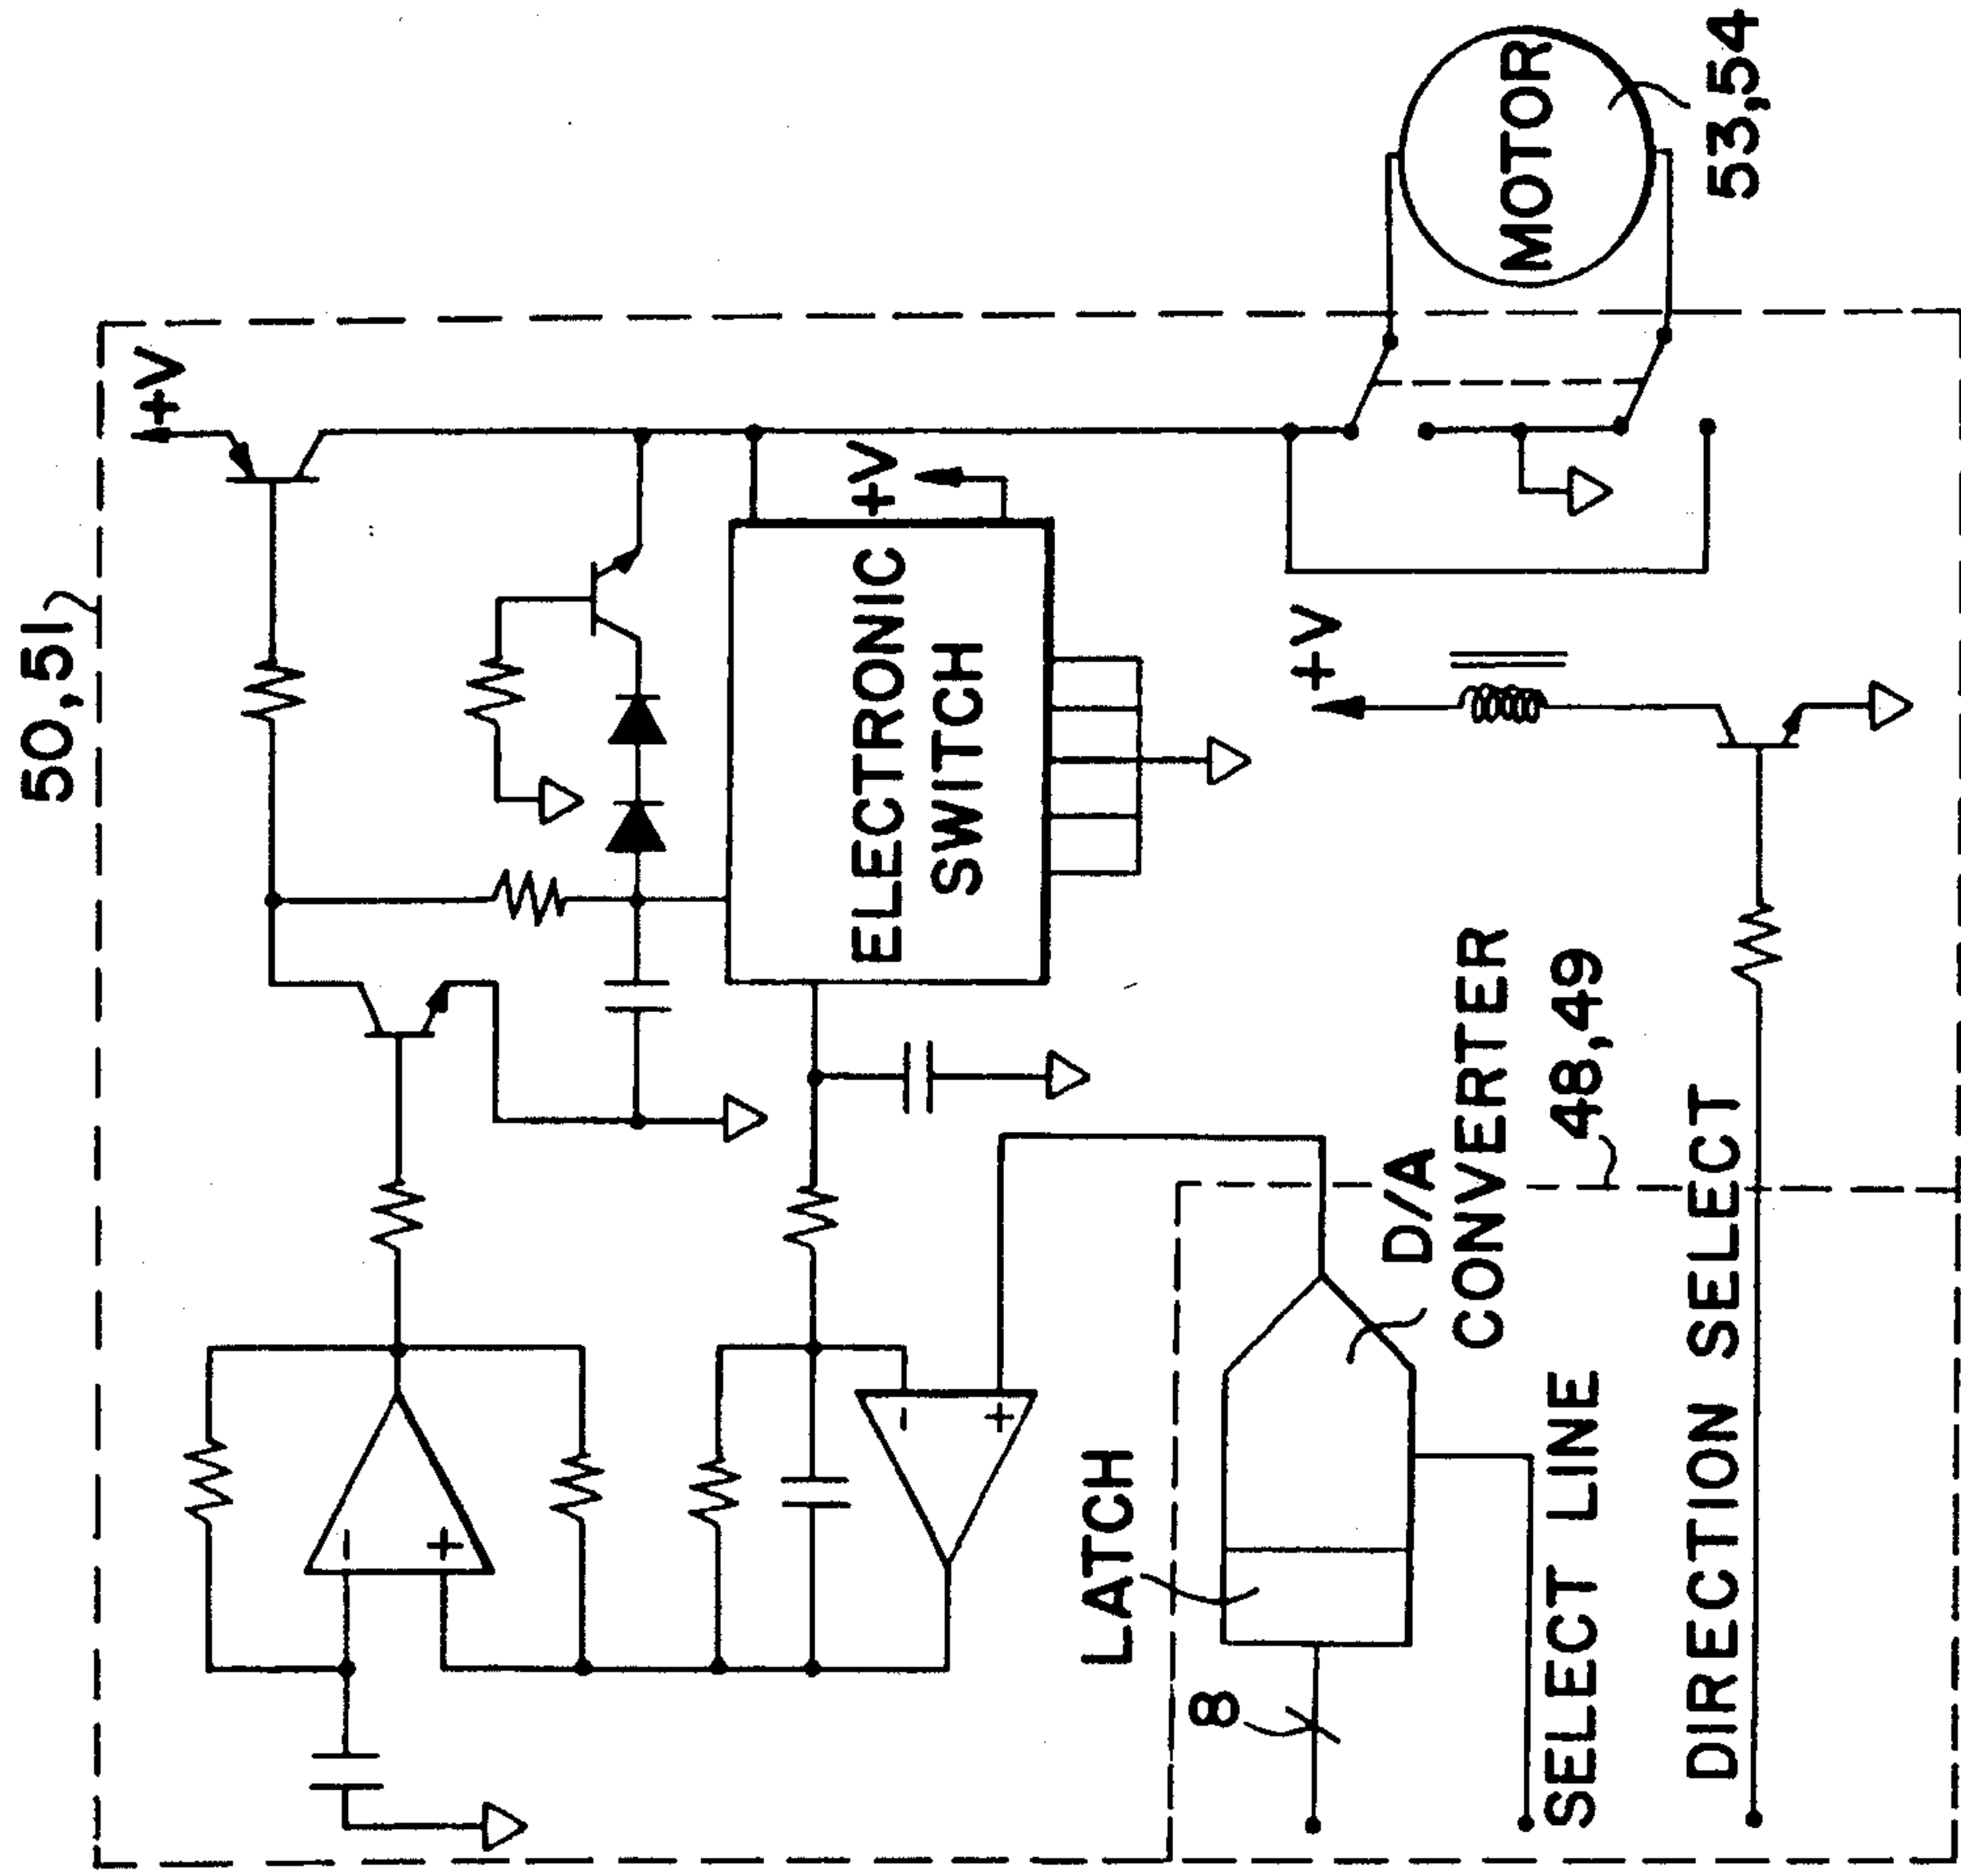 50,51
+V
ELECTRONIC
SWITCH
+V
MOTOR
53,54
+V
-
+
-
+
LATCH
8
D/A
CONVERTER
48,49
SELECT LINE
DIRECTION SELECT